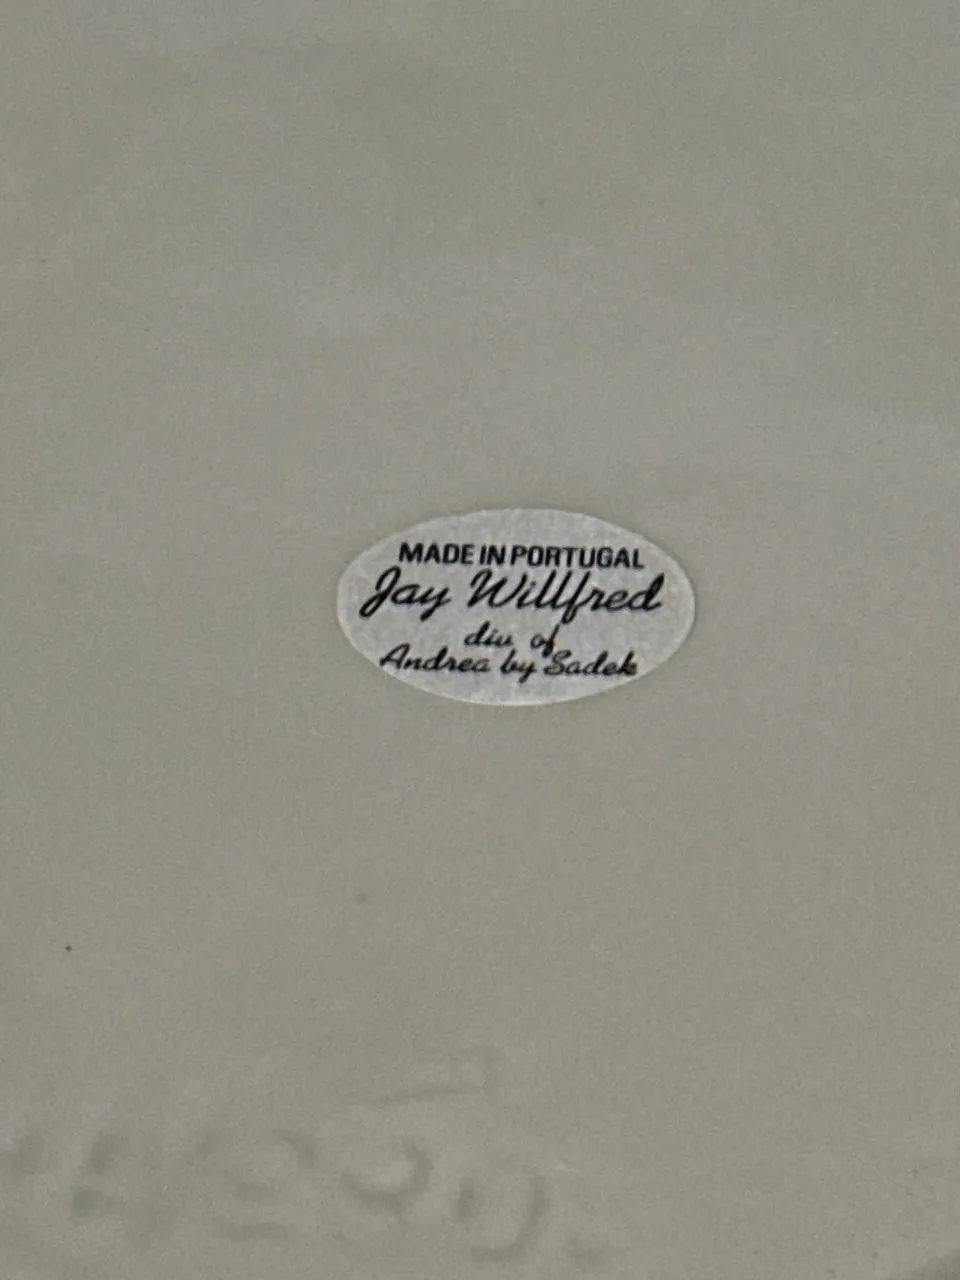 MADE IN PORTUGAL
Jay Willfred
div of
Andrea by Sadek